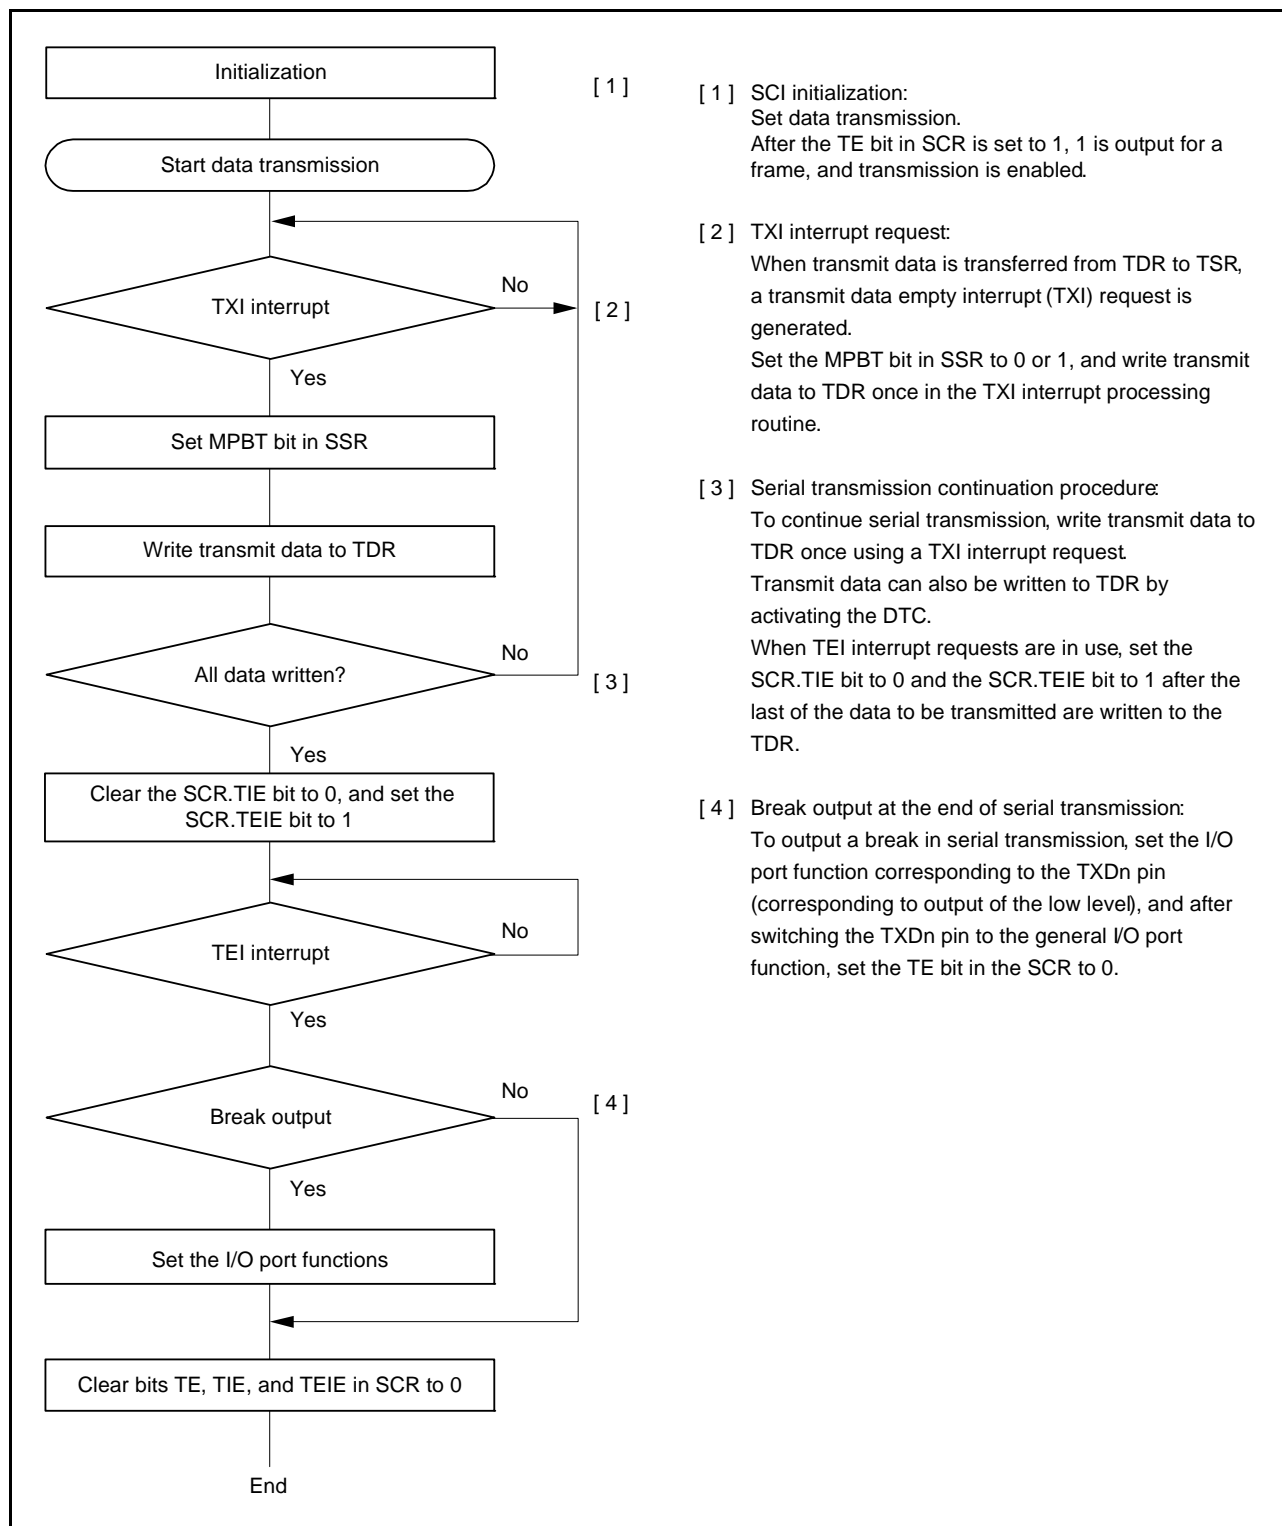 Initialization
[ 1 ]
Start data transmission
TXI interrupt
No
[ 2 ]
Yes
Set MPBT bit in SSR
Write transmit data to TDR
All data written?
No
[ 3 ]
Yes
Clear the SCR.TIE bit to 0, and set the
SCR.TEIE bit to 1
TEI interrupt
No
Yes
Break output
No
[ 4 ]
Yes
Set the I/O port functions
Clear bits TE, TIE, and TEIE in SCR to 0
End
[ 1 ] SCI initialization:
Set data transmission.
After the TE bit in SCR is set to 1, 1 is output for a
frame, and transmission is enabled.
[ 2 ] TXI interrupt request:
When transmit data is transferred from TDR to TSR,
a transmit data empty interrupt (TXI) request is
generated.
Set the MPBT bit in SSR to 0 or 1, and write transmit
data to TDR once in the TXI interrupt processing
routine.
[ 3 ] Serial transmission continuation procedure:
To continue serial transmission, write transmit data to
TDR once using a TXI interrupt request.
Transmit data can also be written to TDR by
activating the DTC.
When TEI interrupt requests are in use, set the
SCR.TIE bit to 0 and the SCR.TEIE bit to 1 after the
last of the data to be transmitted are written to the
TDR.
[ 4 ] Break output at the end of serial transmission:
To output a break in serial transmission, set the I/O
port function corresponding to the TXDn pin
(corresponding to output of the low level), and after
switching the TXDn pin to the general I/O port
function, set the TE bit in the SCR to 0.